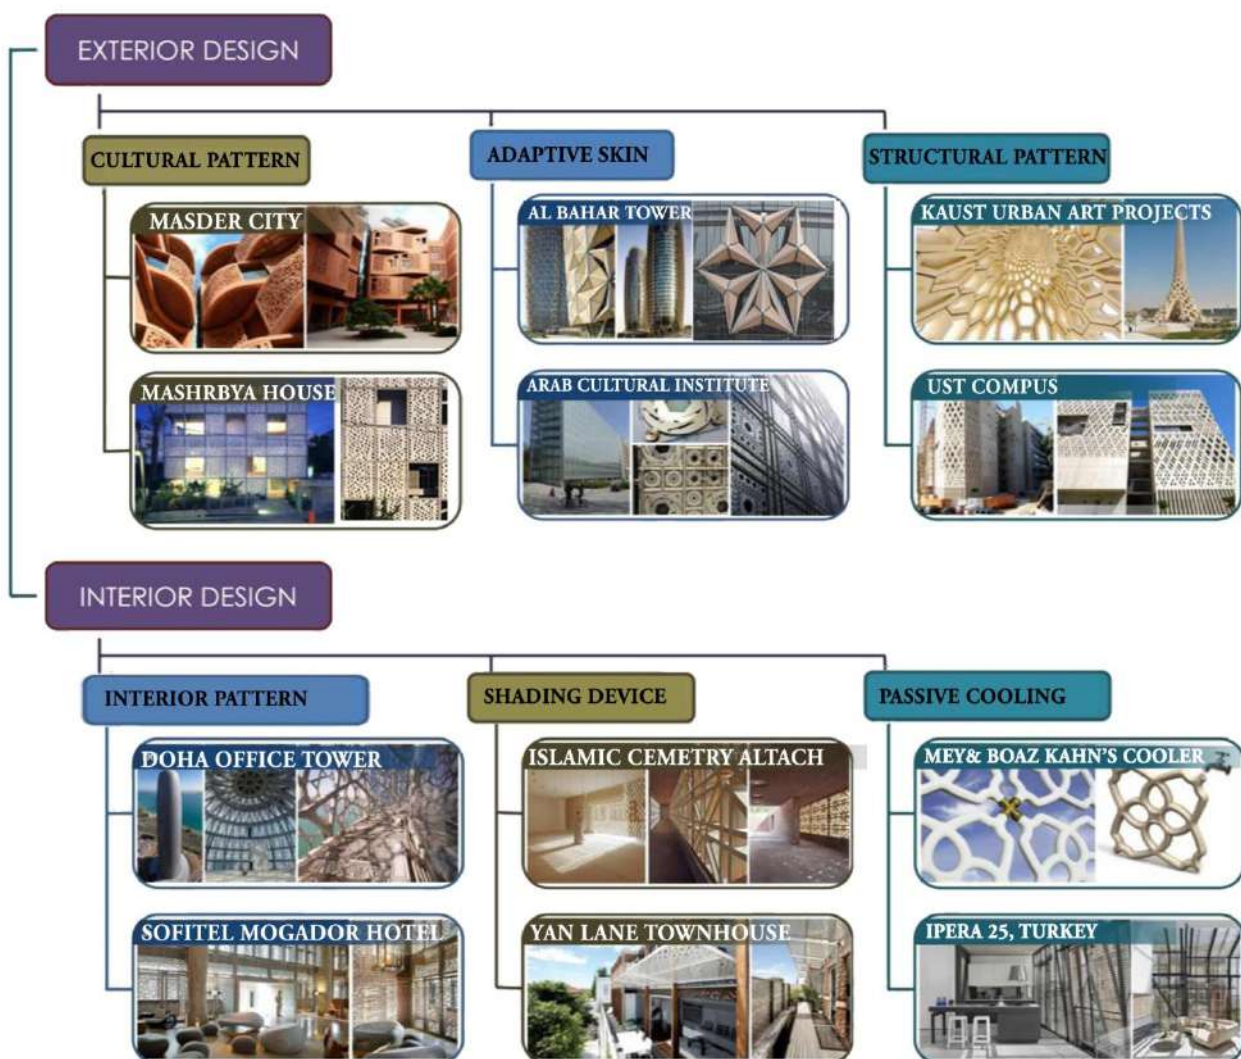 EXTERIOR DESIGN
CULTURAL PATTERN
ADAPTIVE SKIN
STRUCTURAL PATTERN
MASDER CITY
AL BAHAR TOWER
KAUST URBAN ART PROJECTS
MASHRBYA HOUSE
ARAB CULTURAL INSTITUTE
UST COMPUS
INTERIOR DESIGN
INTERIOR PATTERN
SHADING DEVICE
PASSIVE COOLING
DOHA OFFICE TOWER
ISLAMIC CEMETRY ALTACH
MEY& BOAZ KAHN'S COOLER
SOFITEL MOGADOR HOTEL
YAN LANE TOWNHOUSE
IPERA 25, TURKEY